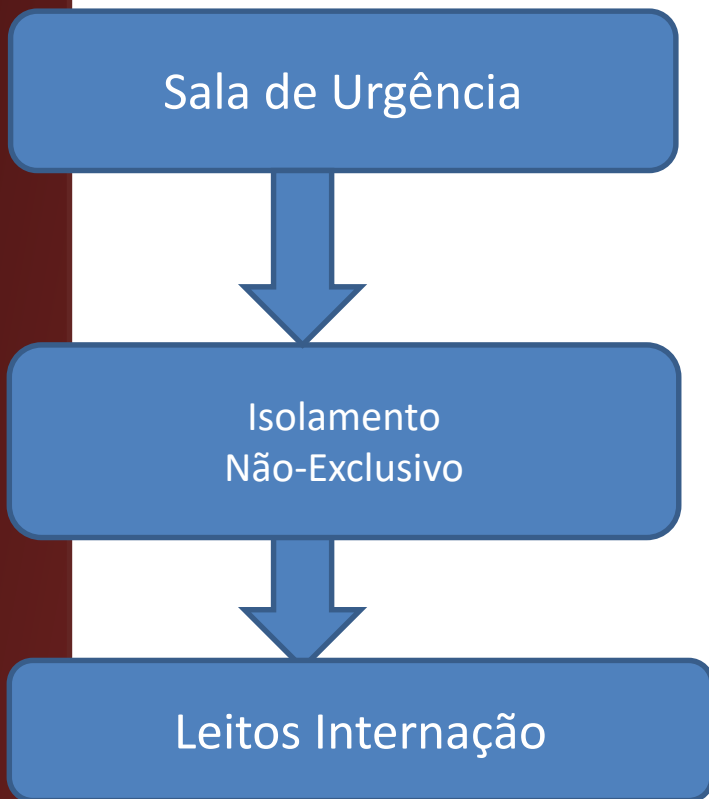 Sala de Urgência
Isolamento
Não-Exclusivo
Leitos Internação